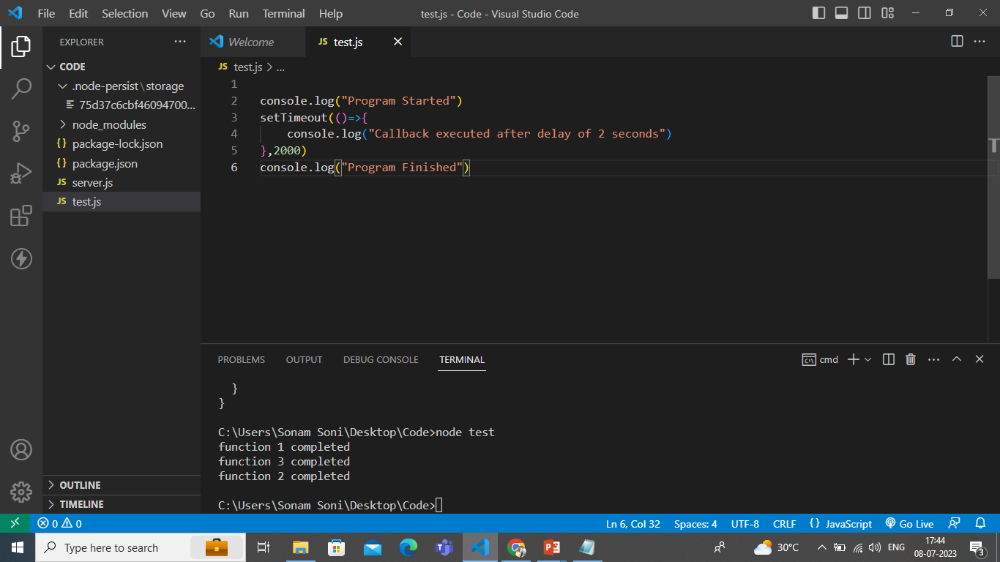 File Edit Selection View Go Run Terminal Help test.js - Code - Visual Studio Code
EXPLORER ...
Welcome JS test.js
CODE
.node-persist\storage
75d37c6cbf46094700...
node_modules
{} package-lock.json
{} package.json
JS server.js
JS test.js
OUTLINE
TIMELINE
JS test.js > ...
1
2 console.log("Program Started")
3 setTimeout(()=>{
4 console.log("Callback executed after delay of 2 seconds")
5 },2000)
6 console.log("Program Finished")
PROBLEMS OUTPUT DEBUG CONSOLE TERMINAL cmd
}
}
C:\Users\Sonam Soni\Desktop\Code>node test
function 1 completed
function 3 completed
function 2 completed
C:\Users\Sonam Soni\Desktop\Code>
0 0 Ln 6, Col 32 Spaces: 4 UTF-8 CRLF {} JavaScript Go Live
Type here to search 30°C ENG 17:44
08-07-2023 3